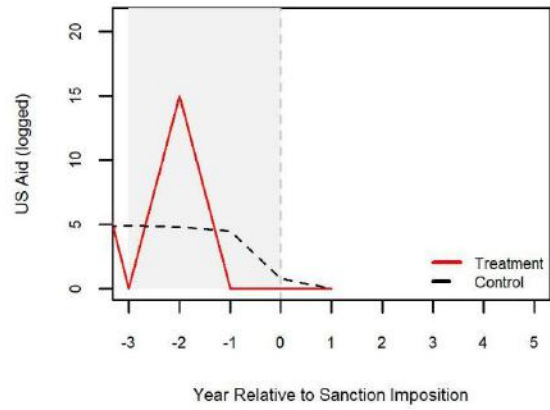 US Aid (logged)
20
15
10
5
0
Treatment
Control
-3 -2 -1 0 1 2 3 4 5
Year Relative to Sanction Imposition